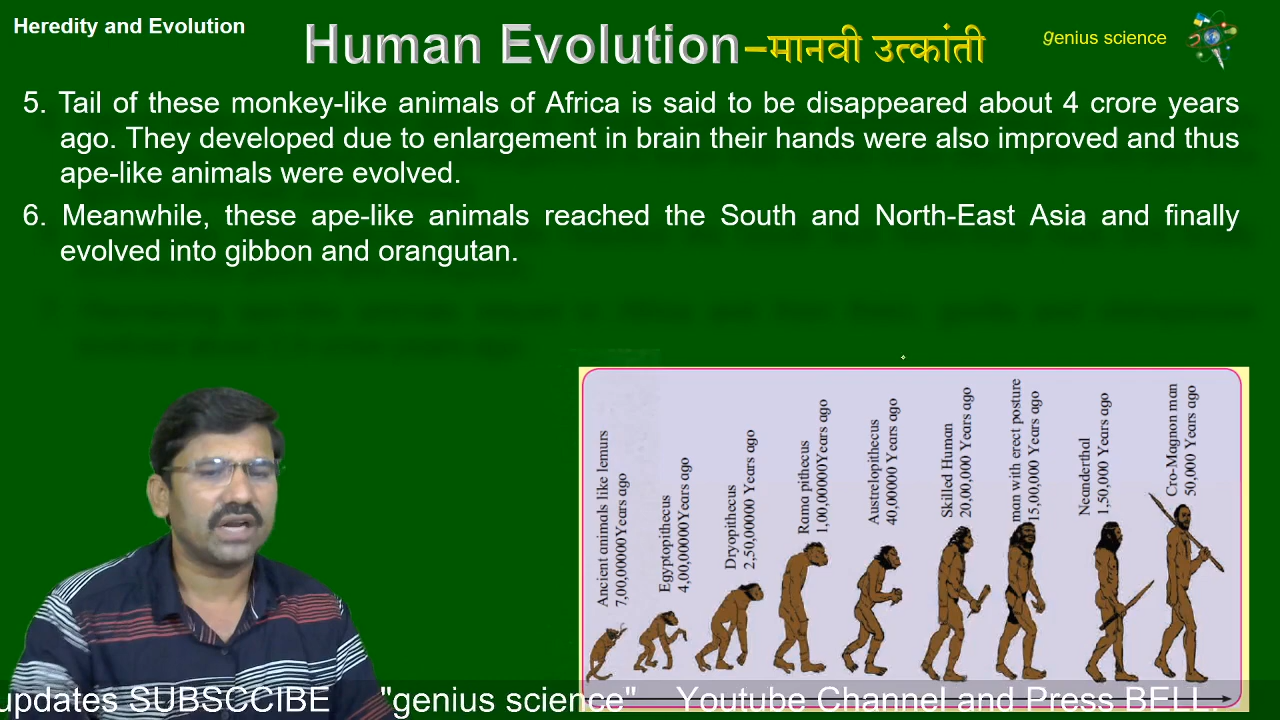 Heredity and Evolution
Human Evolution–मानवी उत्कांती
genius science
5. Tail of these monkey-like animals of Africa is said to be disappeared about 4 crore years
ago. They developed due to enlargement in brain their hands were also improved and thus
ape-like animals were evolved.
6. Meanwhile, these ape-like animals reached the South and North-East Asia and finally
evolved into gibbon and orangutan.
Ancient animals like lemurs
7,00,00000Years ago
Egyptopithecus
4,00,00000Years ago
Dryopithecus
2,50,00000 Years ago
Rama pithecus
1,00,00000Years ago
Austrelopithecus
40,00000 Years ago
Skilled Human
20,00,000 Years ago
man with erect posture
15,00,000 Years ago
Neanderthal
1,50,000 Years ago
Cro-Magnon man
50,000 Years ago
updates SUBSCCIBE "genius science" Youtube Channel and Press BELL.